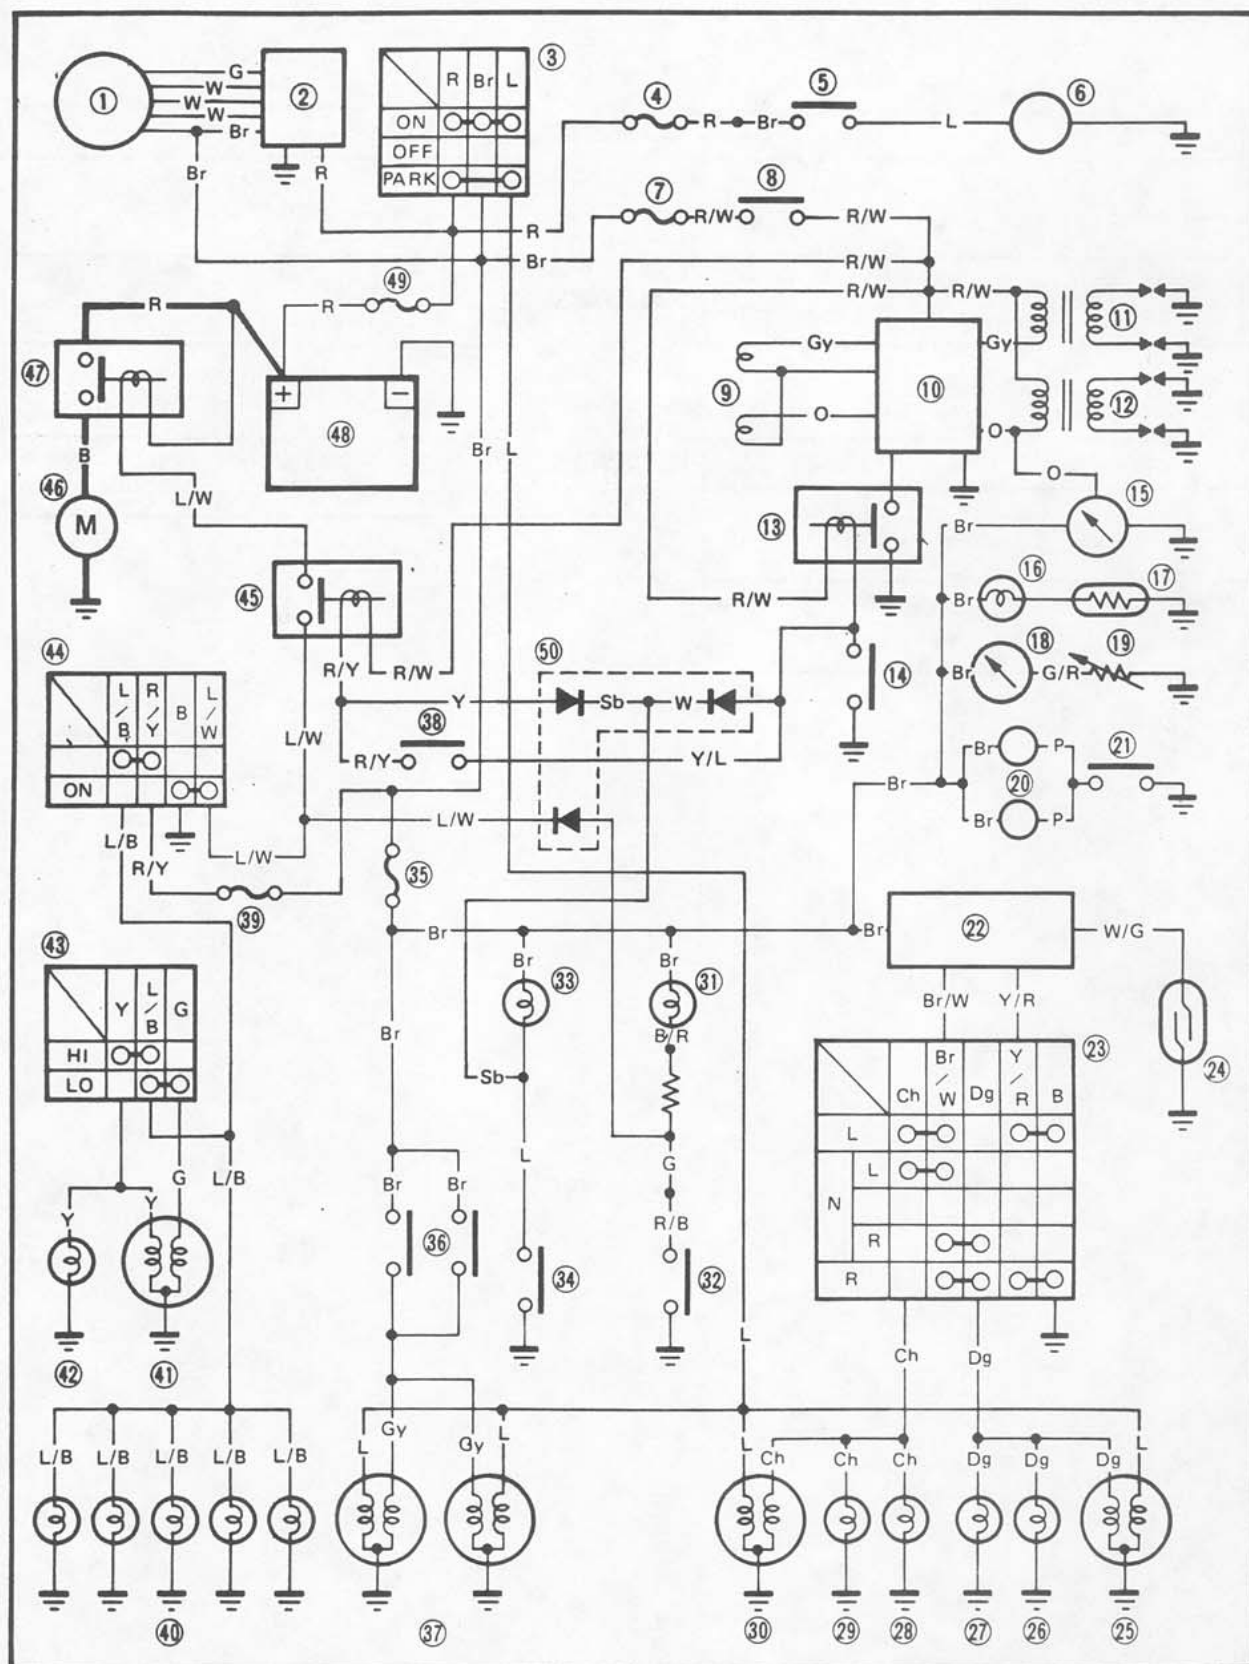 ③
① G ② R Br L ④ ⑤ ⑥
W
W ON R Br L
W
Br OFF
Br R PARK ⑦ ⑧
R/W R/W
R
Br R/W
㊾
R R R/W R/W
⑪
Gy Gy
㊼ + − ⑨ ⑩
㊽ O O ⑫
B Br L
㊻ L/W O ⑮
M ⑬ Br
⑯ ⑰
㊺ R/W Br
⑱ ⑲
㊹ R/Y R/W ㊿ ⑭ Br G/R
L/B R/Y B L/W Y Sb W
㊳
L/W R/Y Y/L Br P ㉑
ON Br ⑳
L/W Br P
L/B
R/Y L/W ㉟
㊴
㊸ Br Br ㉒ W/G
Y L/B G Br ㉝ Br ㉛ Br/W Y/R
Br B/R
HI ㉓
LO Sb Ch Br/W Dg Y/R B ㉔
L
L G L
G L/B Br Br N
Y Y R/B R
㊱ ㉞ ㉜ R
㊷ ㊶ L Ch Dg
L/B L/B L/B L/B L/B L Gy Gy L L Ch Ch Ch Dg Dg Dg L
㊵ ㊲ ㉚ ㉙ ㉘ ㉗ ㉖ ㉕